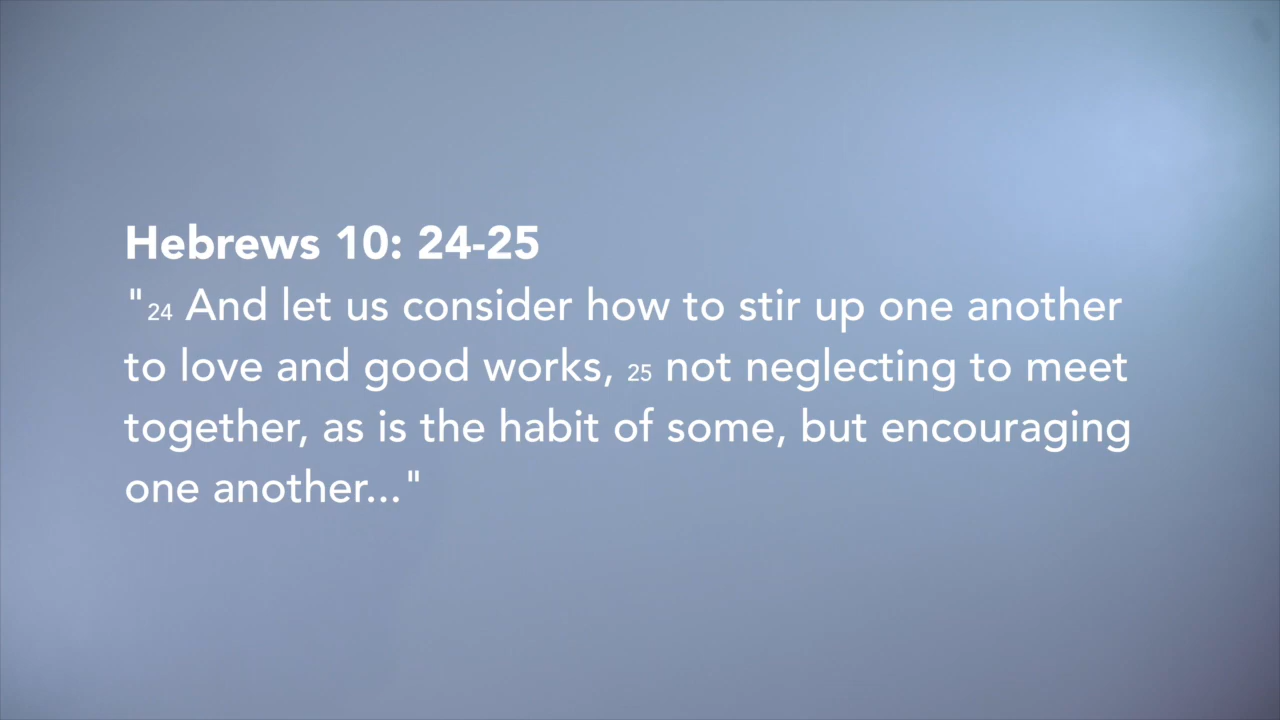 Hebrews 10: 24-25
"24 And let us consider how to stir up one another
to love and good works, 25 not neglecting to meet
together, as is the habit of some, but encouraging
one another..."